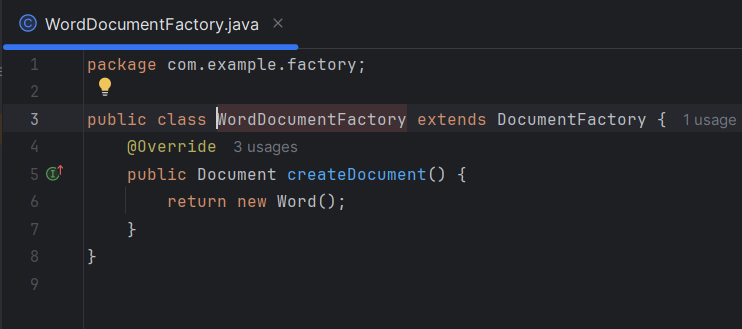 WordDocumentFactory.java
1 package com.example.factory;
2
3 public class WordDocumentFactory extends DocumentFactory { 1 usage
4 @Override 3 usages
5 public Document createDocument() {
6 return new Word();
7 }
8 }
9